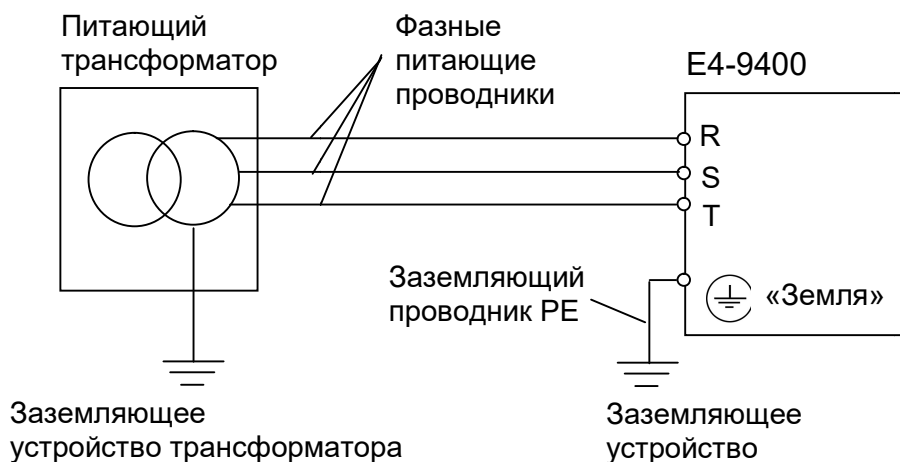 Питающий
трансформатор
Фазные
питающие
проводники
E4-9400
R
S
T
Заземляющий
проводник PE
«Земля»
Заземляющее
устройство трансформатора
Заземляющее
устройство